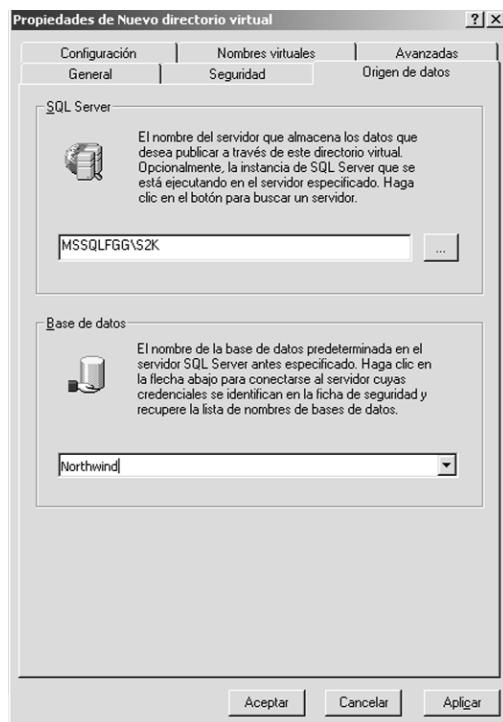 Propiedades de Nuevo directorio virtual
Configuración Nombres virtuales Avanzadas
General Seguridad Origen de datos
SQL Server
El nombre del servidor que almacena los datos que
desea publicar a través de este directorio virtual.
Opcionalmente, la instancia de SQL Server que se
está ejecutando en el servidor especificado. Haga
clic en el botón para buscar un servidor.
MSSQLFGG\S2K ...
Base de datos
El nombre de la base de datos predeterminada en el
servidor SQL Server antes especificado. Haga clic en
la flecha abajo para conectarse al servidor cuyas
credenciales se identifican en la ficha de seguridad y
recupere la lista de nombres de bases de datos.
Northwind
Aceptar Cancelar Aplicar